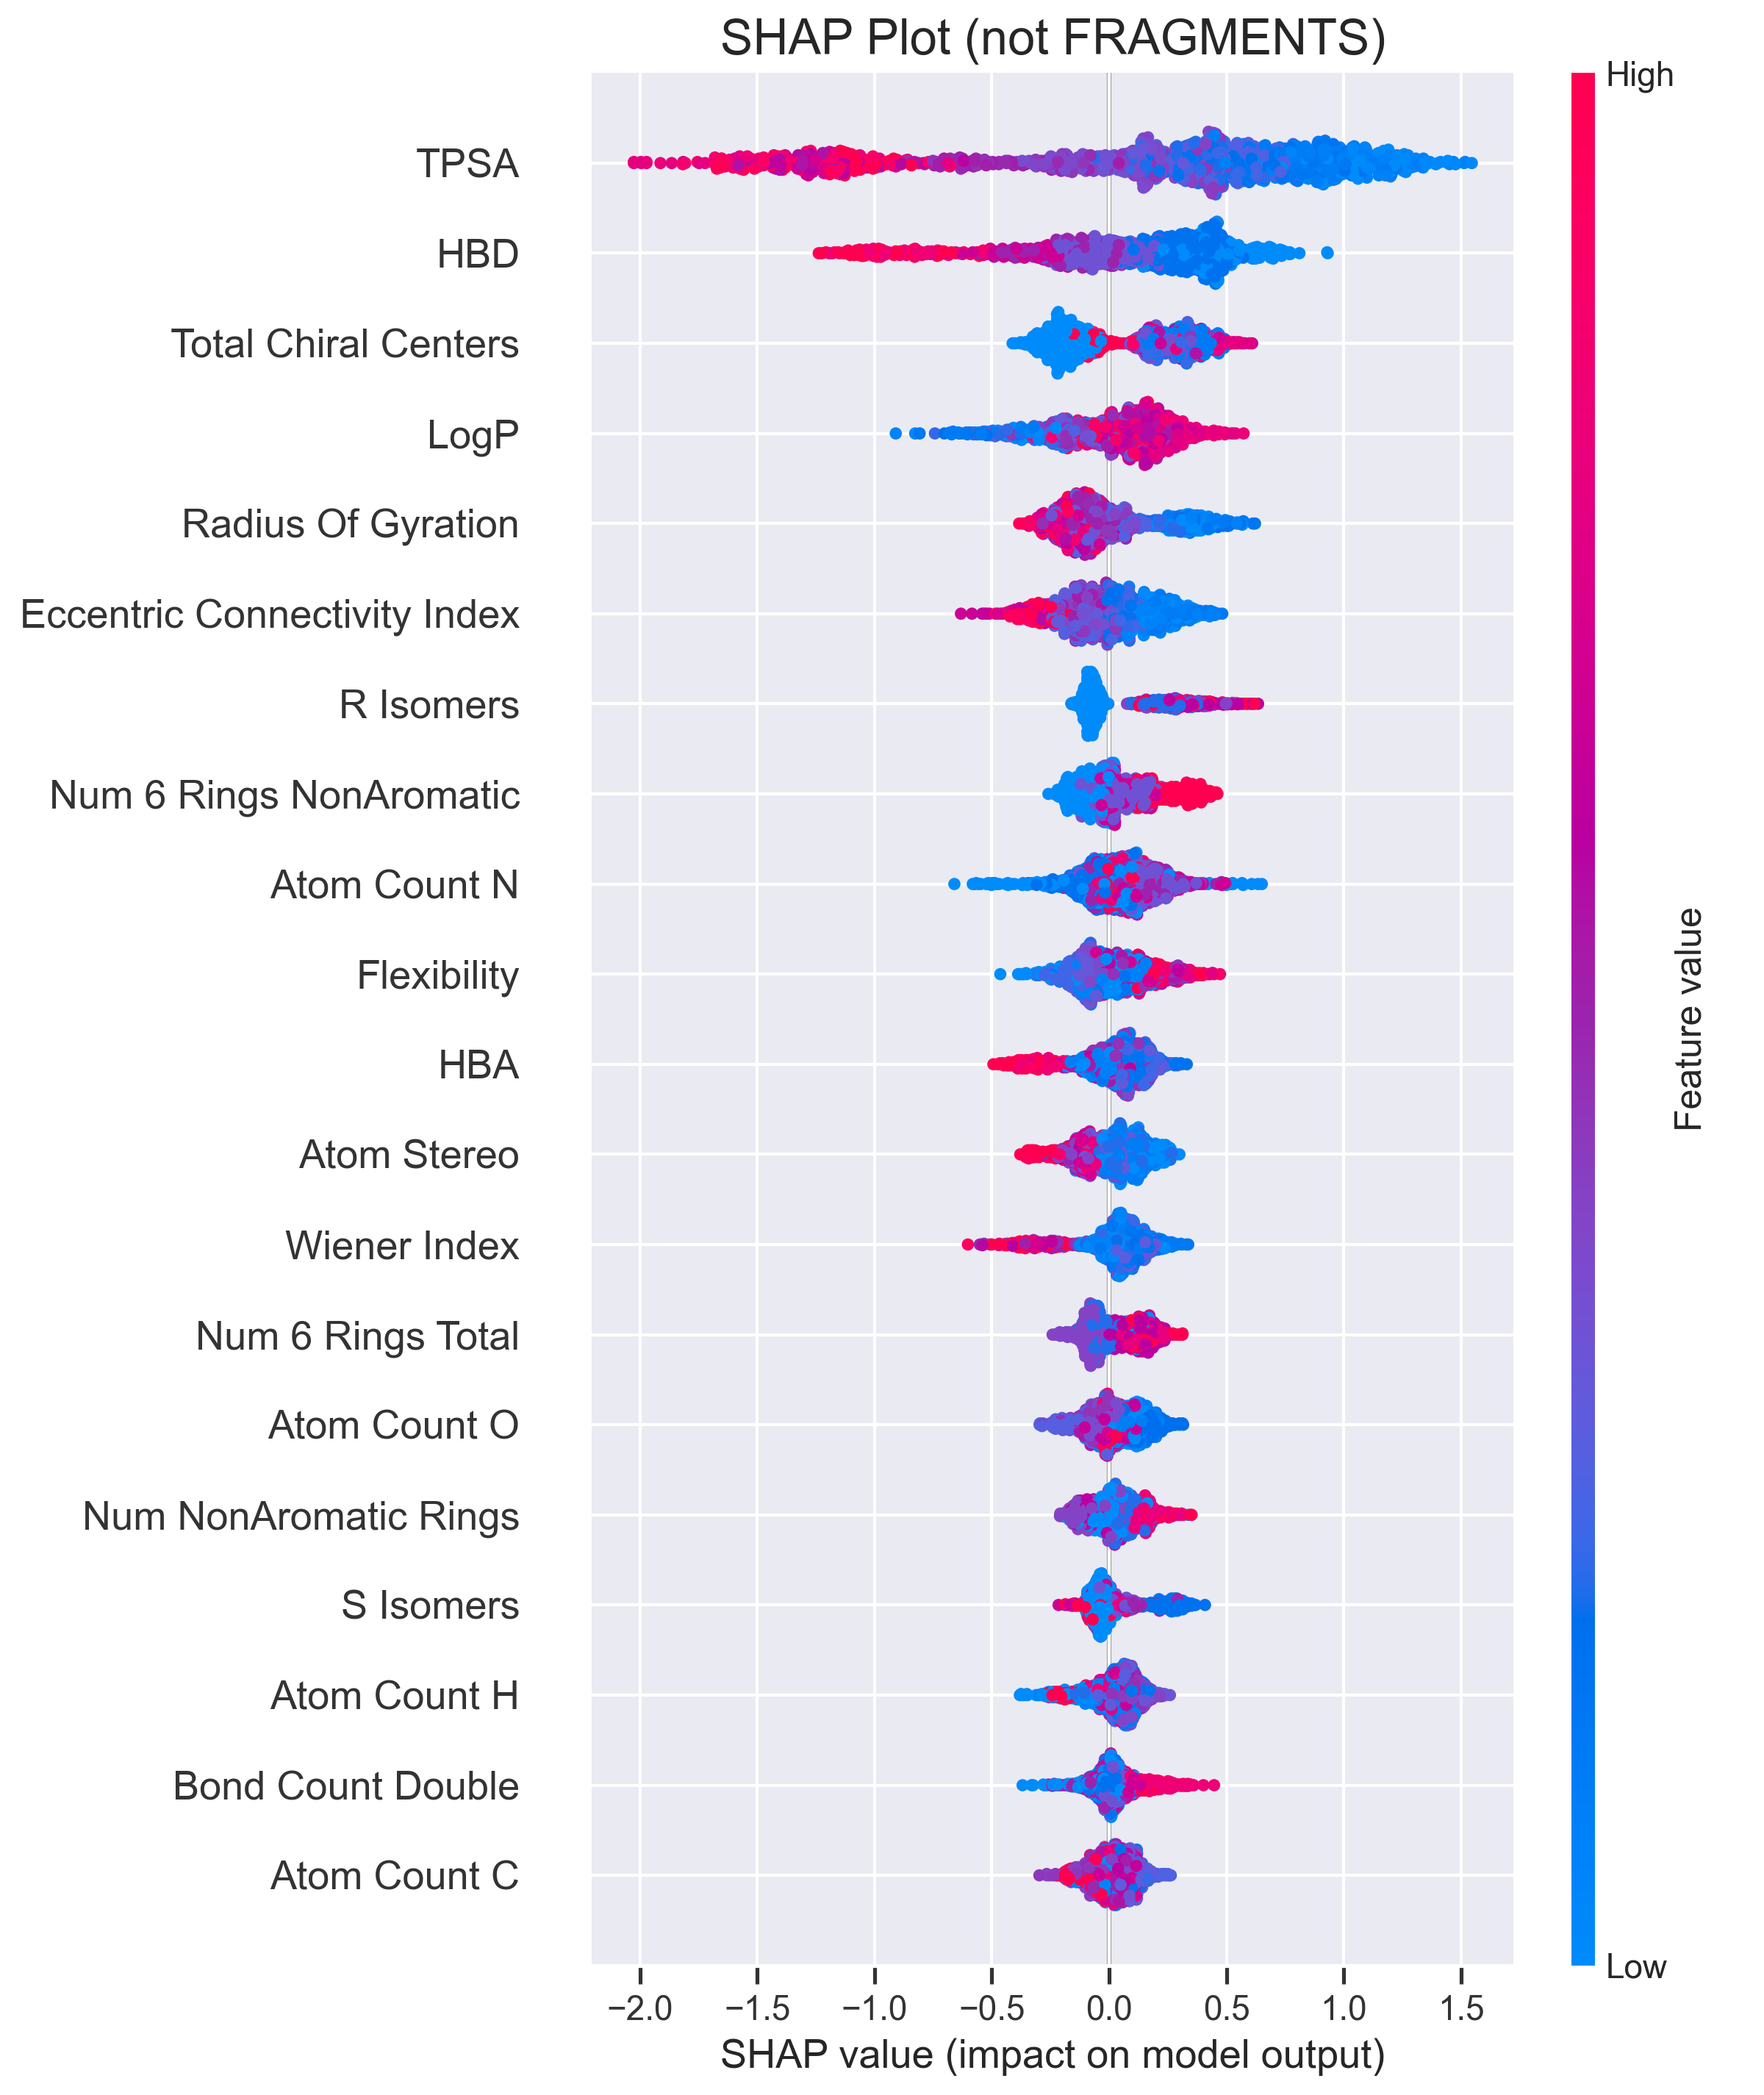 SHAP Plot (not FRAGMENTS)
High
TPSA
HBD
Total Chiral Centers
LogP
Radius Of Gyration
Eccentric Connectivity Index
R Isomers
Num 6 Rings NonAromatic
Atom Count N
Flexibility
HBA
Atom Stereo
Wiener Index
Num 6 Rings Total
Atom Count O
Num NonAromatic Rings
S Isomers
Atom Count H
Bond Count Double
Atom Count C
Feature value
Low
−2.0 −1.5 −1.0 −0.5 0.0 0.5 1.0 1.5
SHAP value (impact on model output)